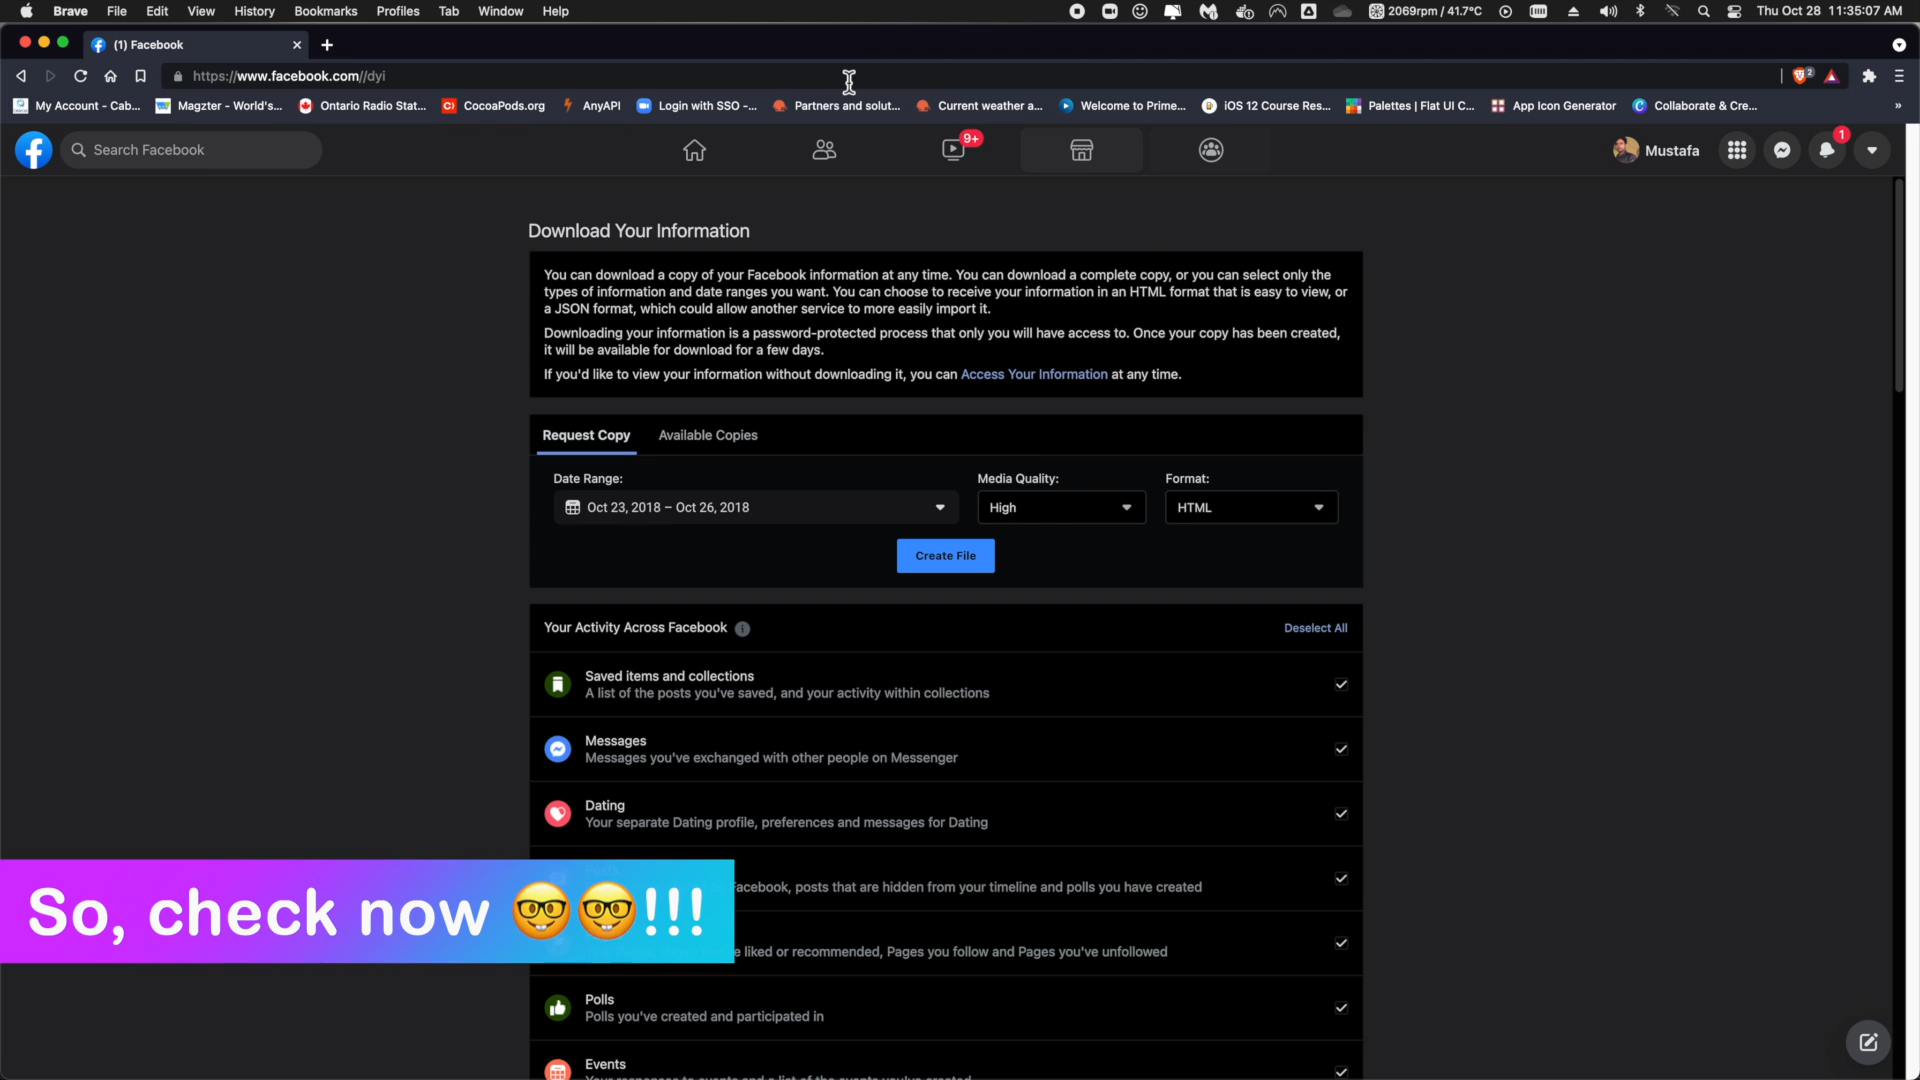 Brave File Edit View History Bookmarks Profiles Tab Window Help
2069rpm / 41.7°C
Thu Oct 28 11:35:07 AM
(1) Facebook
https://www.facebook.com//dyi
2
My Account - Cab...
Magzter - World's...
Ontario Radio Stat...
CocoaPods.org
AnyAPI
Login with SSO -...
Partners and solut...
Current weather a...
Welcome to Prime...
iOS 12 Course Res...
Palettes | Flat UI C...
App Icon Generator
Collaborate & Cre...
»
Search Facebook
9+
Mustafa
1
Download Your Information
You can download a copy of your Facebook information at any time. You can download a complete copy, or you can select only the
types of information and date ranges you want. You can choose to receive your information in an HTML format that is easy to view, or
a JSON format, which could allow another service to more easily import it.
Downloading your information is a password-protected process that only you will have access to. Once your copy has been created,
it will be available for download for a few days.
If you'd like to view your information without downloading it, you can Access Your Information at any time.
Request Copy
Available Copies
Date Range:
Media Quality:
Format:
Oct 23, 2018 – Oct 26, 2018
High
HTML
Create File
Your Activity Across Facebook
Deselect All
Saved items and collections
A list of the posts you've saved, and your activity within collections
Messages
Messages you've exchanged with other people on Messenger
Dating
Your separate Dating profile, preferences and messages for Dating
Facebook, posts that are hidden from your timeline and polls you have created
So, check now 🤓🤓!!!
liked or recommended, Pages you follow and Pages you've unfollowed
Polls
Polls you've created and participated in
Events